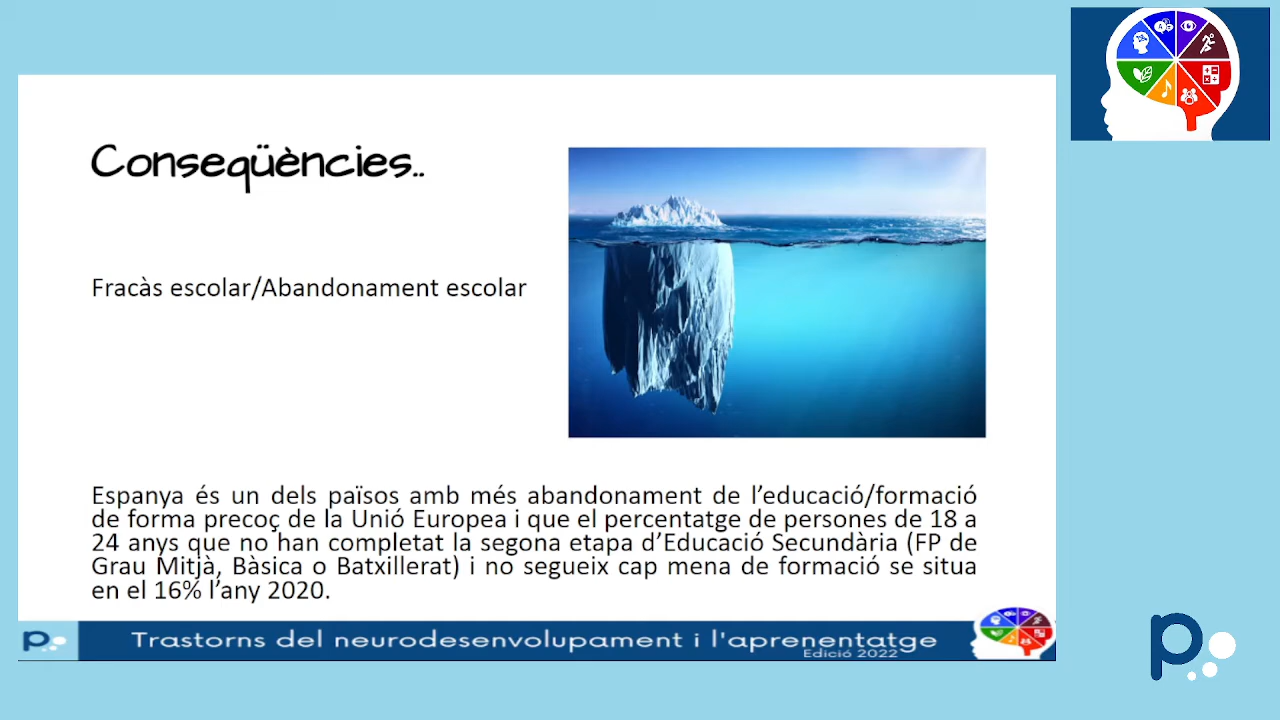 Conseqüències..
Fracàs escolar/Abandonament escolar
Espanya és un dels països amb més abandonament de l'educació/formació
de forma precoç de la Unió Europea i que el percentatge de persones de 18 a
24 anys que no han completat la segona etapa d'Educació Secundària (FP de
Grau Mitjà, Bàsica o Batxillerat) i no segueix cap mena de formació se situa
en el 16% l'any 2020.
p
Trastorns del neurodesenvolupament i l'aprenentatge
Edició 2022
p